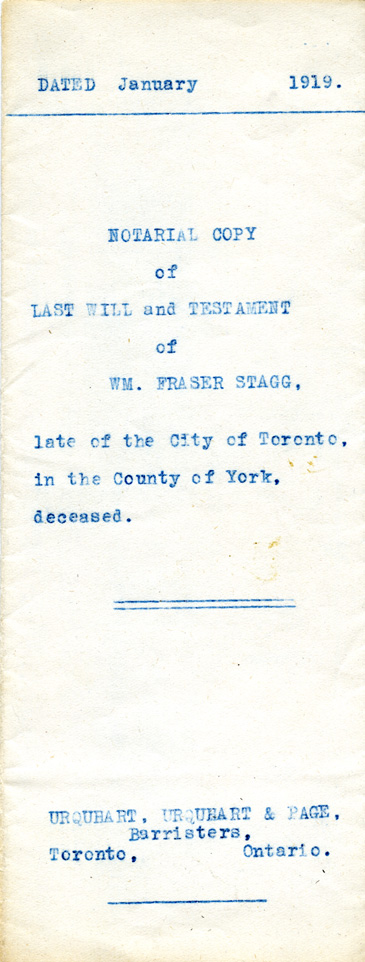 DATED January 1919.
NOTARIAL COPY
of
LAST WILL and TESTAMENT
of
WM. FRASER STAGG,
late of the City of Toronto,
in the County of York,
deceased.
URQUHART, URQUHART & PAGE,
Barristers,
Toronto, Ontario.